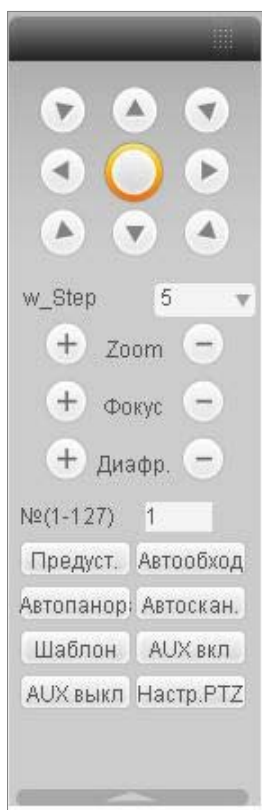 w_Step 5
+ Zoom −
+ Фокус −
+ Диафр. −
№(1-127) 1
Предуст. Автообход
Автопанор Автоскан.
Шаблон AUX вкл
AUX выкл Настр.PTZ